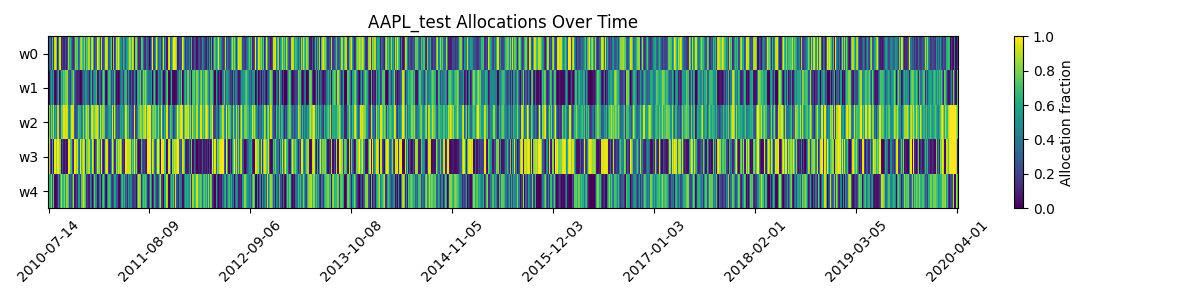 AAPL_test Allocations Over Time
w0
w1
w2
w3
w4
2010-07-14
2011-08-09
2012-09-06
2013-10-08
2014-11-05
2015-12-03
2017-01-03
2018-02-01
2019-03-05
2020-04-01
1.0
0.8
0.6
0.4
0.2
0.0
Allocation fraction